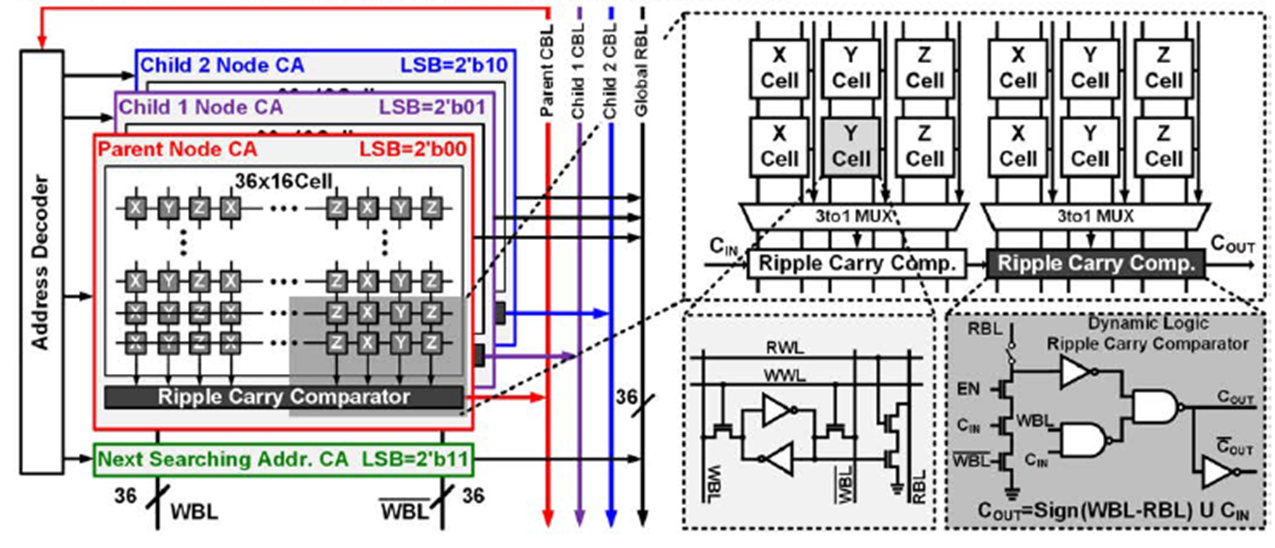 Address Decoder
Child 2 Node CA LSB=2'b10
Child 1 Node CA LSB=2'b01
Parent Node CA LSB=2'b00
36x16Cell
X Y Z X ••• Z X Y Z
X Y Z X ••• Z X Y Z
X Y Z X ••• Z X Y Z
X Y Z X ••• Z X Y Z
Ripple Carry Comparator
Next Searching Addr. CA LSB=2'b11
36 WBL
WBL 36
Parent CBL
Child 1 CBL
Child 2 CBL
Global RBL
36
X Cell Y Cell Z Cell X Cell Y Cell Z Cell
X Cell Y Cell Z Cell X Cell Y Cell Z Cell
3to1 MUX 3to1 MUX
CIN Ripple Carry Comp. Ripple Carry Comp. COUT
RWL
WWL
WBL
WBL
RBL
RBL
Dynamic Logic
Ripple Carry Comparator
EN
CIN
WBL
WBL
CIN
COUT
COUT
COUT=Sign(WBL-RBL) U CIN